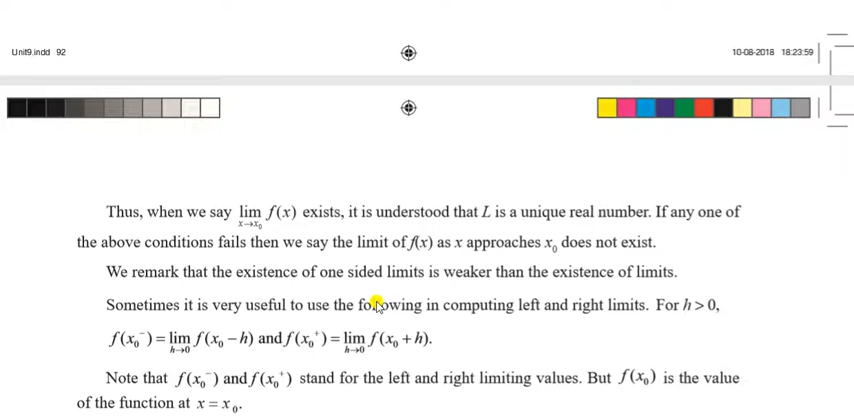 Unit9.indd 92
10-08-2018 18:23:59
Thus, when we say lim x→x₀ f(x) exists, it is understood that L is a unique real number. If any one of
the above conditions fails then we say the limit of f(x) as x approaches x₀ does not exist.
We remark that the existence of one sided limits is weaker than the existence of limits.
Sometimes it is very useful to use the following in computing left and right limits. For h > 0,
f(x₀⁻) = lim h→0 f(x₀ − h) and f(x₀⁺) = lim h→0 f(x₀ + h).
Note that f(x₀⁻) and f(x₀⁺) stand for the left and right limiting values. But f(x₀) is the value
of the function at x = x₀.